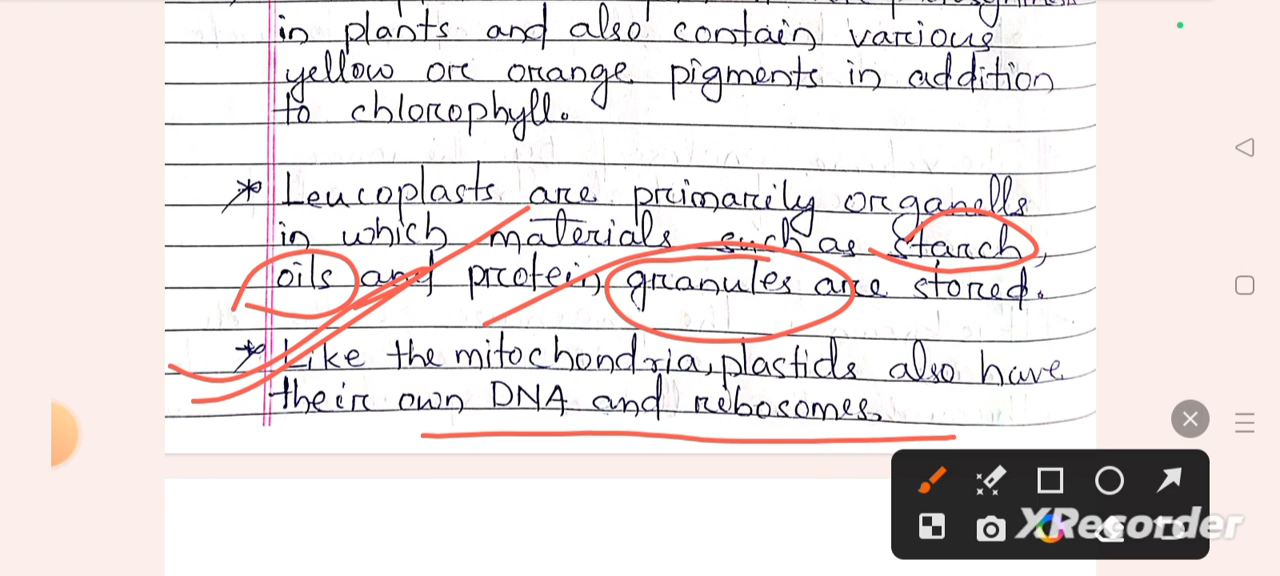 in plants and also contain various
yellow or orange pigments in addition
to chlorophyll.
* Leucoplasts are primarily organells
in which materials such as starch,
oils and protein granules are stored.
* Like the mitochondria, plastids also have
their own DNA and ribosomes.
XRecorder